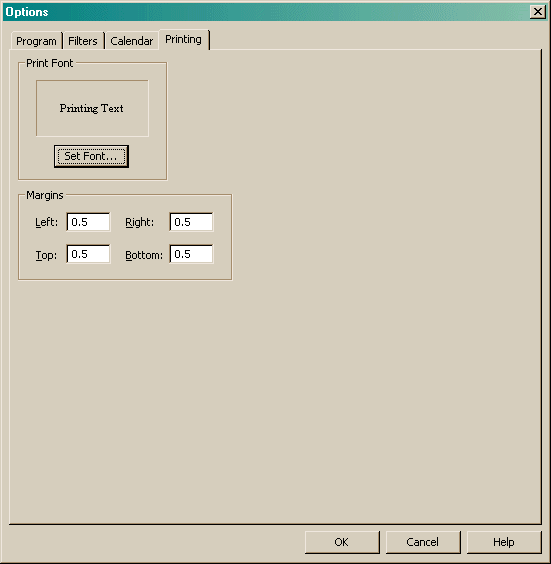 Options
Program Filters Calendar Printing
Print Font
Printing Text
Set Font...
Margins
Left: 0.5 Right: 0.5
Top: 0.5 Bottom: 0.5
OK Cancel Help